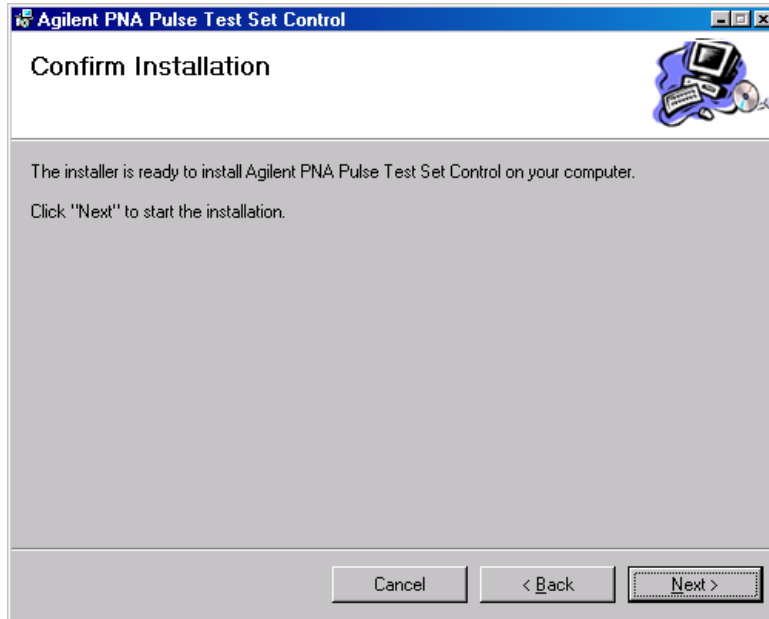 Agilent PNA Pulse Test Set Control
Confirm Installation
The installer is ready to install Agilent PNA Pulse Test Set Control on your computer.
Click "Next" to start the installation.
Cancel
< Back
Next >